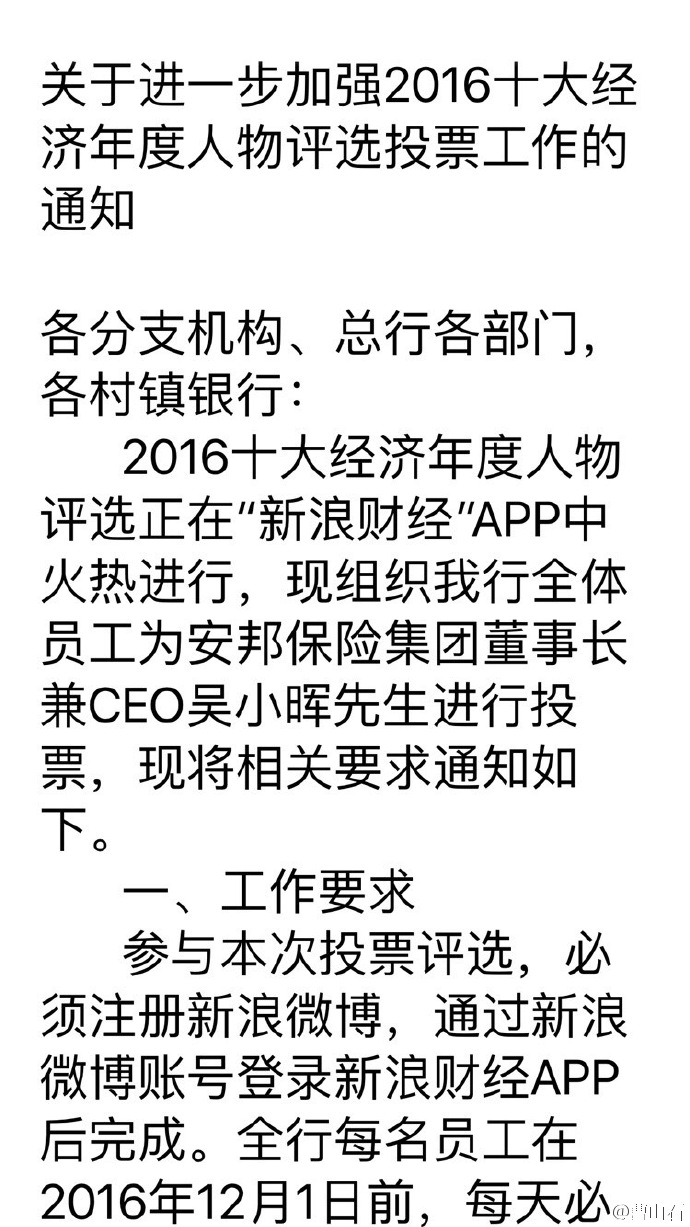 关于进一步加强2016十大经
济年度人物评选投票工作的
通知
各分支机构、总行各部门，
各村镇银行：
2016十大经济年度人物
评选正在“新浪财经”APP中
火热进行，现组织我行全体
员工为安邦保险集团董事长
兼CEO吴小晖先生进行投
票，现将相关要求通知如
下。
一、工作要求
参与本次投票评选，必
须注册新浪微博，通过新浪
微博账号登录新浪财经APP
后完成。全行每名员工在
2016年12月1日前，每天必